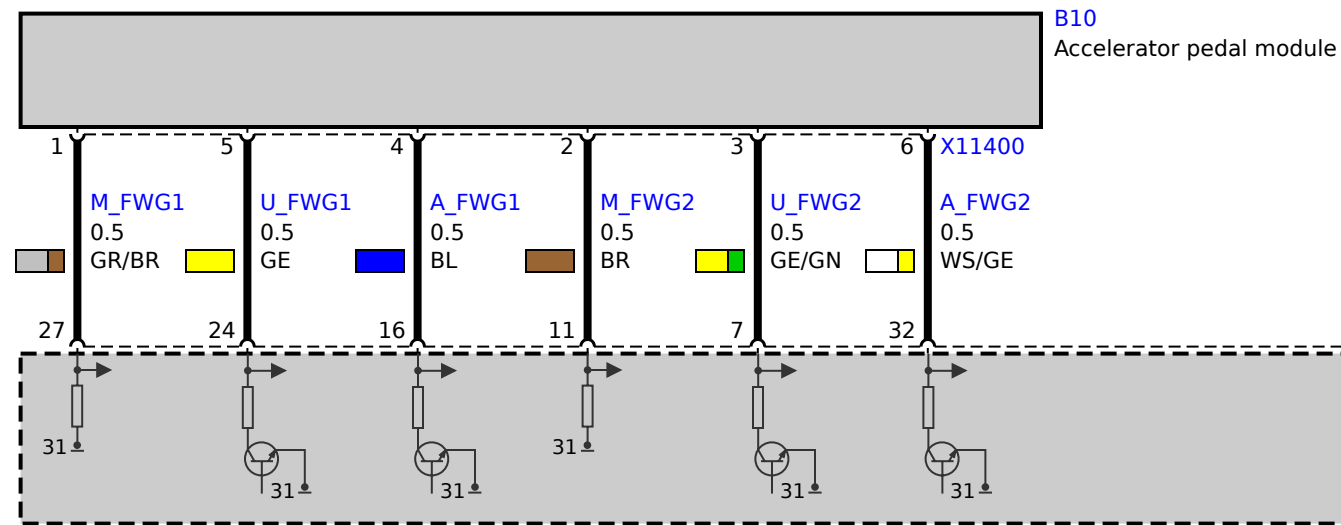 B10
Accelerator pedal module
1 5 4 2 3 6 X11400
M_FWG1 U_FWG1 A_FWG1 M_FWG2 U_FWG2 A_FWG2
0.5 0.5 0.5 0.5 0.5 0.5
GR/BR GE BL BR GE/GN WS/GE
27 24 16 11 7 32
31 31
31 31 31 31